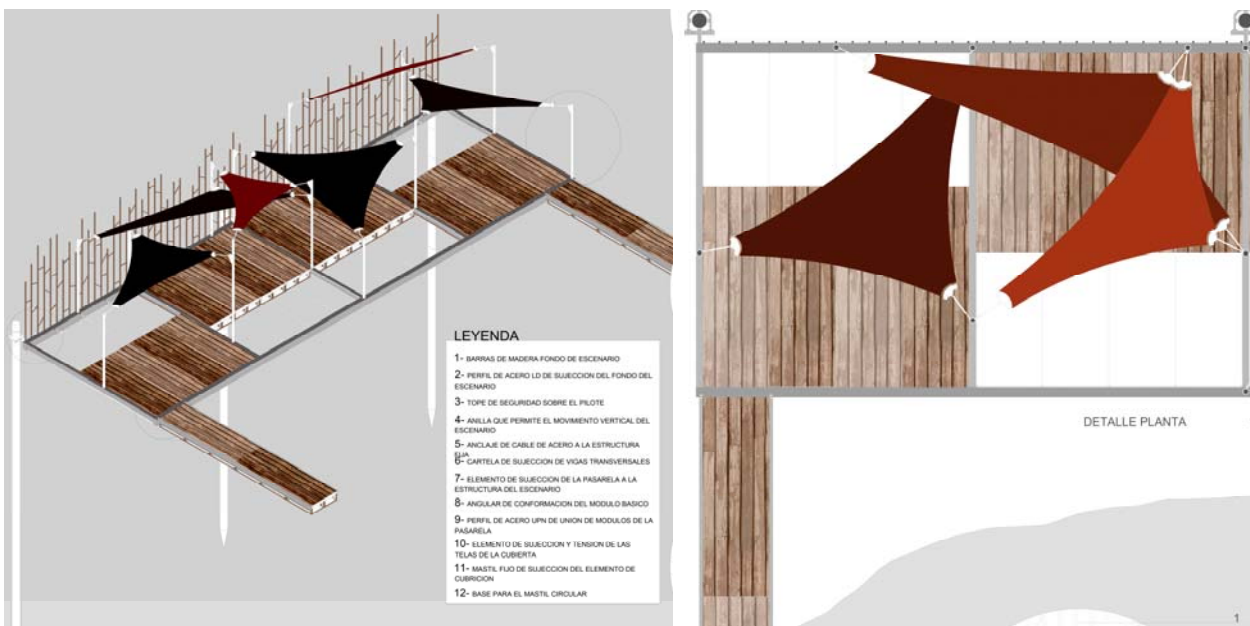 LEYENDA
1- BARRAS DE MADERA FONDO DE ESCENARIO
2- PERFIL DE ACERO LD DE SUJECCION DEL FONDO DEL
ESCENARIO
3- TOPE DE SEGURIDAD SOBRE EL PILOTE
4- ANILLA QUE PERMITE EL MOVIMIENTO VERTICAL DEL
ESCENARIO
5- ANCLAJE DE CABLE DE ACERO A LA ESTRUCTURA
FIJA
6- CARTELA DE SUJECCION DE VIGAS TRANSVERSALES
7- ELEMENTO DE SUJECCION DE LA PASARELA A LA
ESTRUCTURA DEL ESCENARIO
8- ANGULAR DE CONFORMACION DEL MODULO BASICO
9- PERFIL DE ACERO UPN DE UNION DE MODULOS DE LA
PASARELA
10- ELEMENTO DE SUJECCION Y TENSION DE LAS
TELAS DE LA CUBIERTA
11- MASTIL FIJO DE SUJECCION DEL ELEMENTO DE
CUBRICION
12- BASE PARA EL MASTIL CIRCULAR
DETALLE PLANTA
1